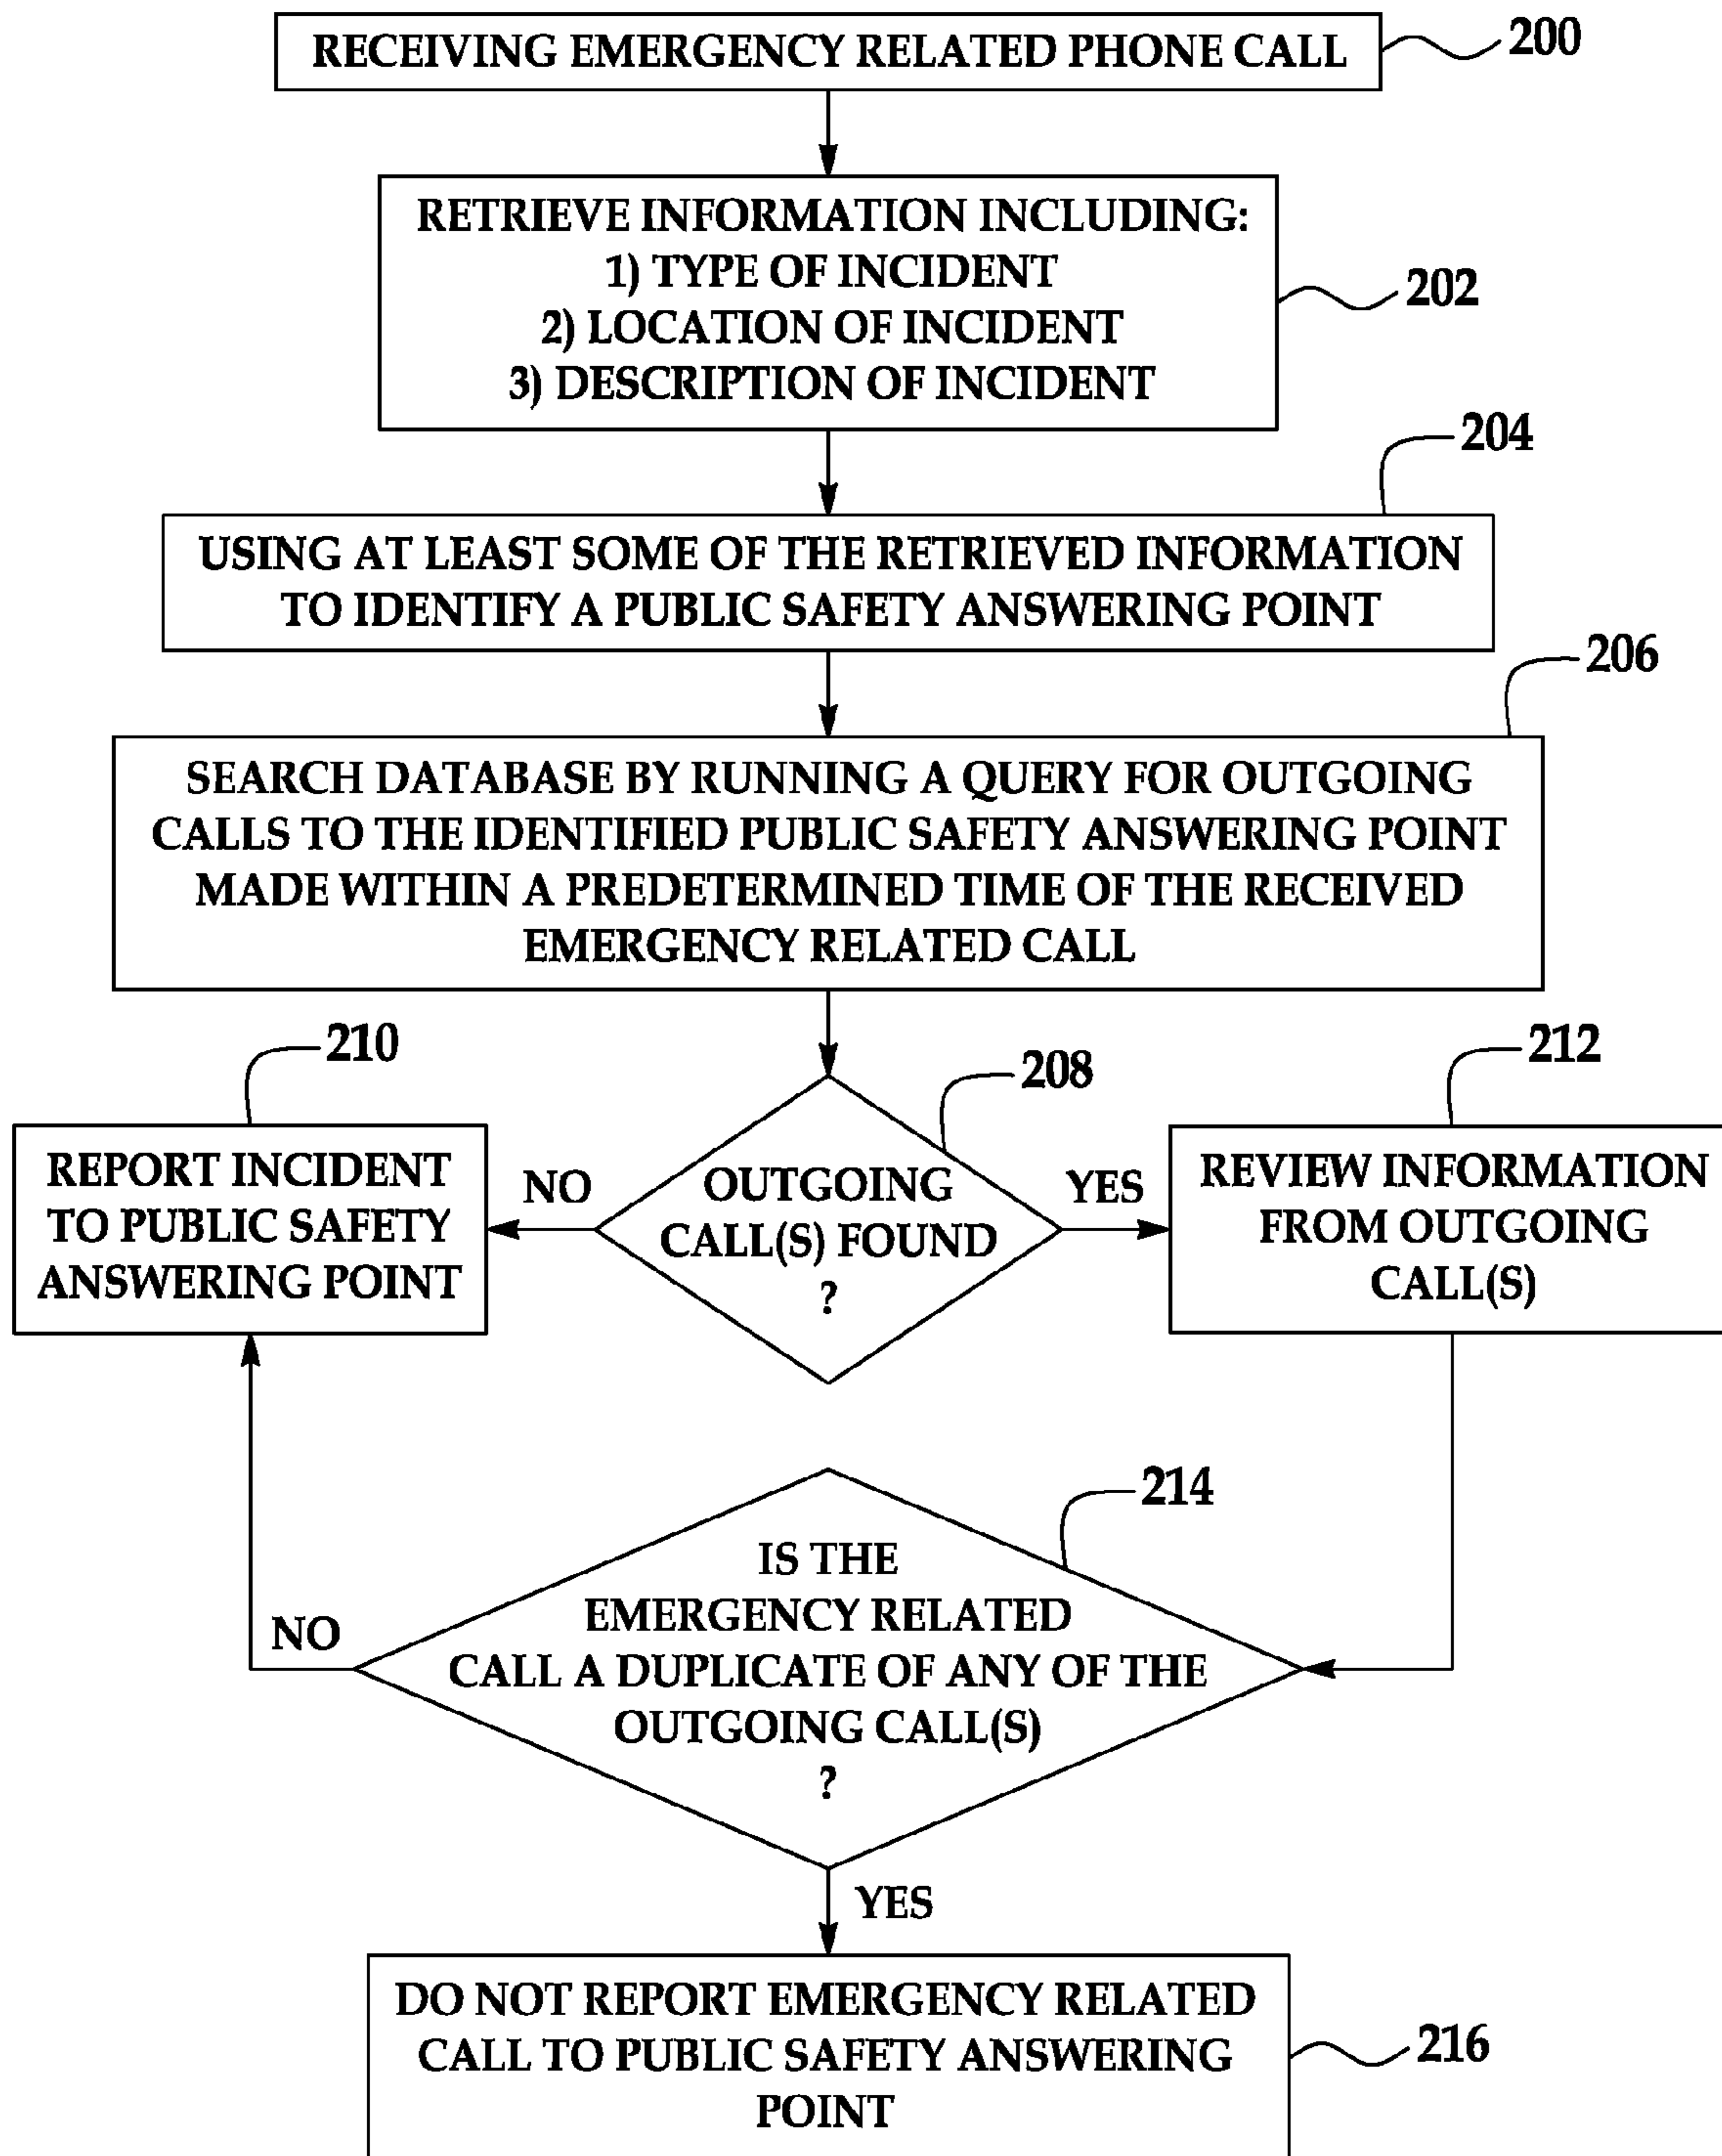 RECEIVING EMERGENCY RELATED PHONE CALL
200
RETRIEVE INFORMATION INCLUDING:
1) TYPE OF INCIDENT
2) LOCATION OF INCIDENT
3) DESCRIPTION OF INCIDENT
202
204
USING AT LEAST SOME OF THE RETRIEVED INFORMATION
TO IDENTIFY A PUBLIC SAFETY ANSWERING POINT
206
SEARCH DATABASE BY RUNNING A QUERY FOR OUTGOING
CALLS TO THE IDENTIFIED PUBLIC SAFETY ANSWERING POINT
MADE WITHIN A PREDETERMINED TIME OF THE RECEIVED
EMERGENCY RELATED CALL
208
OUTGOING
CALL(S) FOUND
?
NO
210
REPORT INCIDENT
TO PUBLIC SAFETY
ANSWERING POINT
YES
212
REVIEW INFORMATION
FROM OUTGOING
CALL(S)
214
IS THE
EMERGENCY RELATED
CALL A DUPLICATE OF ANY OF THE
OUTGOING CALL(S)
?
NO
YES
DO NOT REPORT EMERGENCY RELATED
CALL TO PUBLIC SAFETY ANSWERING
POINT
216